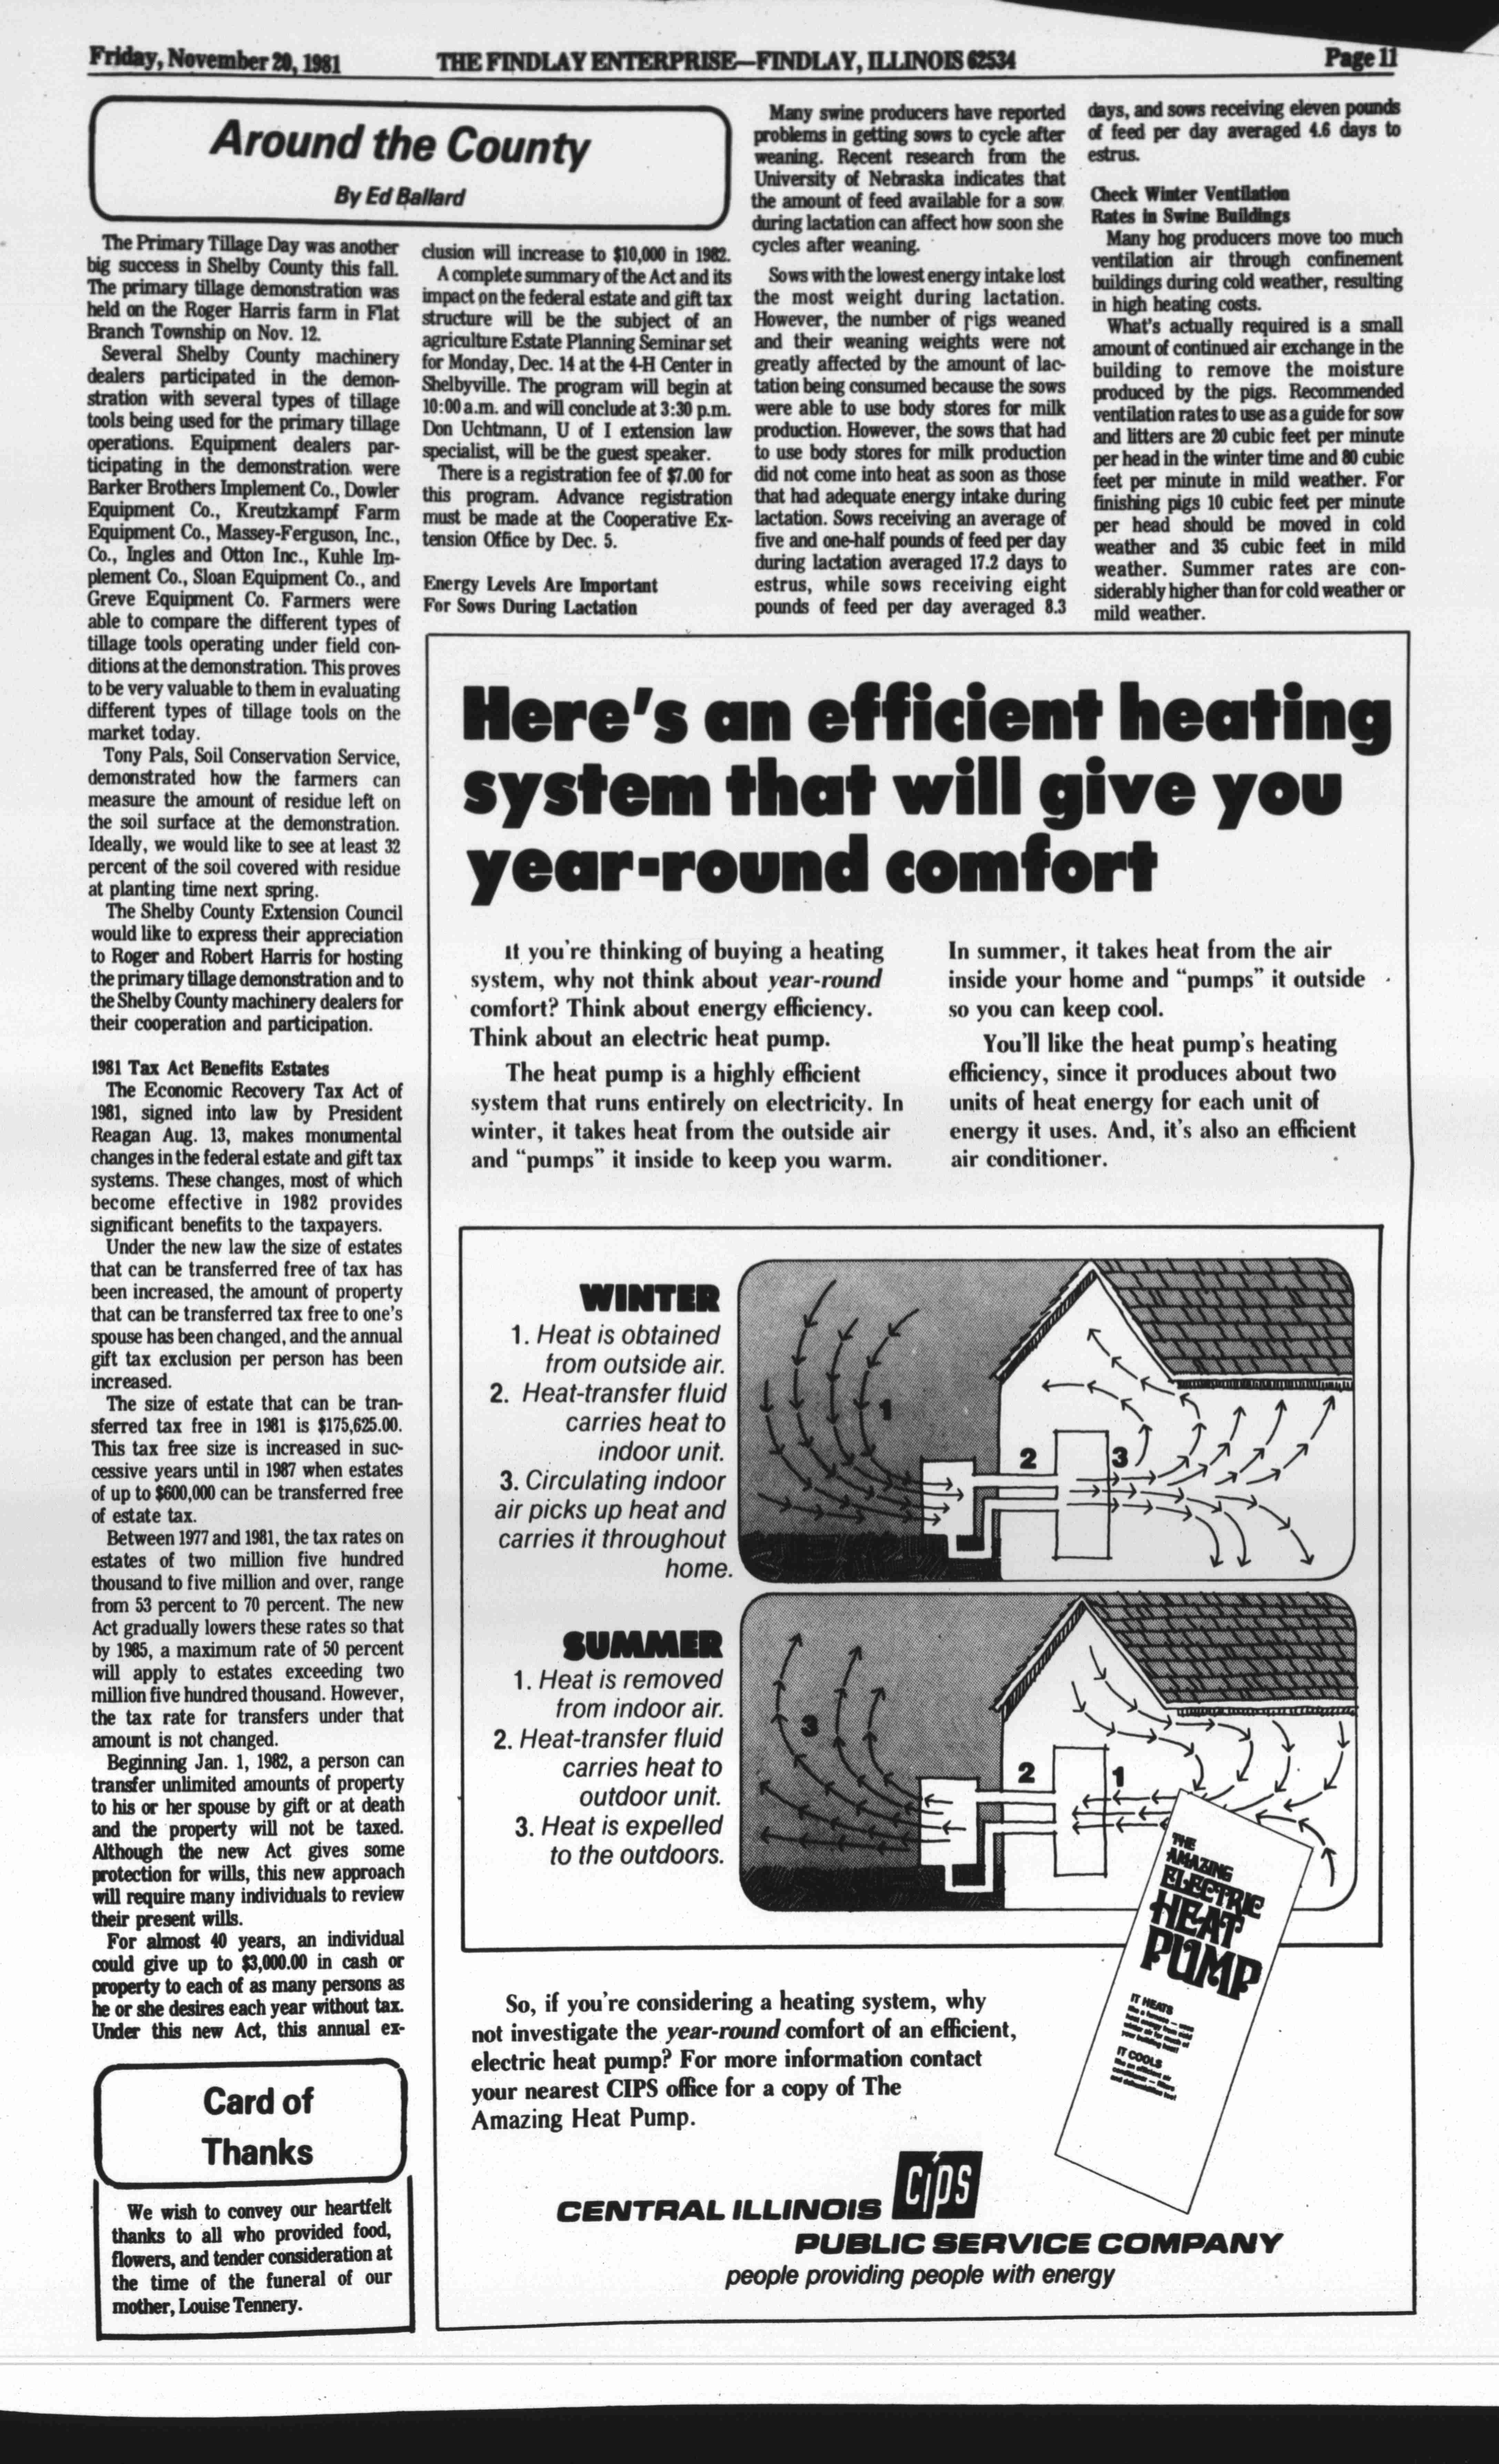 Friday, November 20, 1981
THE FINDLAY ENTERPRISE—FINDLAY, ILLINOIS 62534
Page 11
Around the County
By Ed Ballard
The Primary Tillage Day was another
big success in Shelby County this fall.
The primary tillage demonstration was
held on the Roger Harris farm in Flat
Branch Township on Nov. 12.
Several Shelby County machinery
dealers participated in the demon-
stration with several types of tillage
tools being used for the primary tillage
operations. Equipment dealers par-
ticipating in the demonstration were
Barker Brothers Implement Co., Dowler
Equipment Co., Kreutzkampf Farm
Equipment Co., Massey-Ferguson, Inc.,
Co., Ingles and Otton Inc., Kuhle Im-
plement Co., Sloan Equipment Co., and
Greve Equipment Co. Farmers were
able to compare the different types of
tillage tools operating under field con-
ditions at the demonstration. This proves
to be very valuable to them in evaluating
different types of tillage tools on the
market today.
Tony Pals, Soil Conservation Service,
demonstrated how the farmers can
measure the amount of residue left on
the soil surface at the demonstration.
Ideally, we would like to see at least 32
percent of the soil covered with residue
at planting time next spring.
The Shelby County Extension Council
would like to express their appreciation
to Roger and Robert Harris for hosting
the primary tillage demonstration and to
the Shelby County machinery dealers for
their cooperation and participation.
1981 Tax Act Benefits Estates
The Economic Recovery Tax Act of
1981, signed into law by President
Reagan Aug. 13, makes monumental
changes in the federal estate and gift tax
systems. These changes, most of which
become effective in 1982 provides
significant benefits to the taxpayers.
Under the new law the size of estates
that can be transferred free of tax has
been increased, the amount of property
that can be transferred tax free to one's
spouse has been changed, and the annual
gift tax exclusion per person has been
increased.
The size of estate that can be tran-
sferred tax free in 1981 is $175,625.00.
This tax free size is increased in suc-
cessive years until in 1987 when estates
of up to $600,000 can be transferred free
of estate tax.
Between 1977 and 1981, the tax rates on
estates of two million five hundred
thousand to five million and over, range
from 53 percent to 70 percent. The new
Act gradually lowers these rates so that
by 1985, a maximum rate of 50 percent
will apply to estates exceeding two
million five hundred thousand. However,
the tax rate for transfers under that
amount is not changed.
Beginning Jan. 1, 1982, a person can
transfer unlimited amounts of property
to his or her spouse by gift or at death
and the property will not be taxed.
Although the new Act gives some
protection for wills, this new approach
will require many individuals to review
their present wills.
For almost 40 years, an individual
could give up to $3,000.00 in cash or
property to each of as many persons as
he or she desires each year without tax.
Under this new Act, this annual ex-
clusion will increase to $10,000 in 1982.
A complete summary of the Act and its
impact on the federal estate and gift tax
structure will be the subject of an
agriculture Estate Planning Seminar set
for Monday, Dec. 14 at the 4-H Center in
Shelbyville. The program will begin at
10:00 a.m. and will conclude at 3:30 p.m.
Don Uchtmann, U of I extension law
specialist, will be the guest speaker.
There is a registration fee of $7.00 for
this program. Advance registration
must be made at the Cooperative Ex-
tension Office by Dec. 5.
Energy Levels Are Important
For Sows During Lactation
Many swine producers have reported
problems in getting sows to cycle after
weaning. Recent research from the
University of Nebraska indicates that
the amount of feed available for a sow
during lactation can affect how soon she
cycles after weaning.
Sows with the lowest energy intake lost
the most weight during lactation.
However, the number of pigs weaned
and their weaning weights were not
greatly affected by the amount of lac-
tation being consumed because the sows
were able to use body stores for milk
production. However, the sows that had
to use body stores for milk production
did not come into heat as soon as those
that had adequate energy intake during
lactation. Sows receiving an average of
five and one-half pounds of feed per day
during lactation averaged 17.2 days to
estrus, while sows receiving eight
pounds of feed per day averaged 8.3
days, and sows receiving eleven pounds
of feed per day averaged 4.6 days to
estrus.
Check Winter Ventilation
Rates in Swine Buildings
Many hog producers move too much
ventilation air through confinement
buildings during cold weather, resulting
in high heating costs.
What's actually required is a small
amount of continued air exchange in the
building to remove the moisture
produced by the pigs. Recommended
ventilation rates to use as a guide for sow
and litters are 20 cubic feet per minute
per head in the winter time and 80 cubic
feet per minute in mild weather. For
finishing pigs 10 cubic feet per minute
per head should be moved in cold
weather and 35 cubic feet in mild
weather. Summer rates are con-
siderably higher than for cold weather or
mild weather.
Card of
Thanks
We wish to convey our heartfelt
thanks to all who provided food,
flowers, and tender consideration at
the time of the funeral of our
mother, Louise Tennery.
Here's an efficient heating
system that will give you
year-round comfort
If you're thinking of buying a heating
system, why not think about year-round
comfort? Think about energy efficiency.
Think about an electric heat pump.
The heat pump is a highly efficient
system that runs entirely on electricity. In
winter, it takes heat from the outside air
and "pumps" it inside to keep you warm.
In summer, it takes heat from the air
inside your home and "pumps" it outside
so you can keep cool.
You'll like the heat pump's heating
efficiency, since it produces about two
units of heat energy for each unit of
energy it uses. And, it's also an efficient
air conditioner.
WINTER
1. Heat is obtained
from outside air.
2. Heat-transfer fluid
carries heat to
indoor unit.
3. Circulating indoor
air picks up heat and
carries it throughout
home.
1
2
3
SUMMER
1. Heat is removed
from indoor air.
2. Heat-transfer fluid
carries heat to
outdoor unit.
3. Heat is expelled
to the outdoors.
3
2
1
THE
AMAZING
ELECTRIC
HEAT
PUMP
IT HEATS
IT COOLS
So, if you're considering a heating system, why
not investigate the year-round comfort of an efficient,
electric heat pump? For more information contact
your nearest CIPS office for a copy of The
Amazing Heat Pump.
CENTRAL ILLINOIS
CIPS
PUBLIC SERVICE COMPANY
people providing people with energy